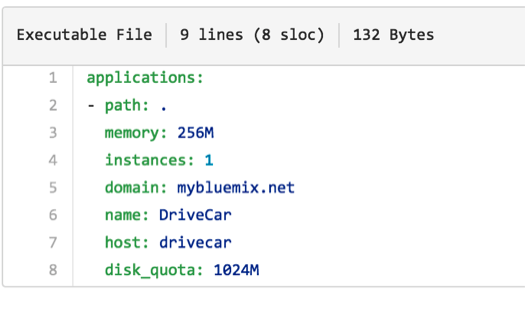 Executable File 9 lines (8 sloc) 132 Bytes
1 applications:
2 - path: .
3 memory: 256M
4 instances: 1
5 domain: mybluemix.net
6 name: DriveCar
7 host: drivecar
8 disk_quota: 1024M